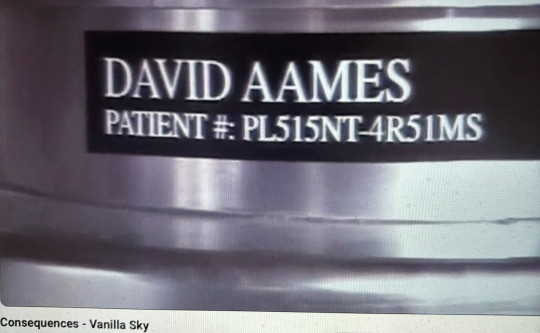 DAVID AAMES
PATIENT #: PL515NT-4R51MS
Consequences - Vanilla Sky